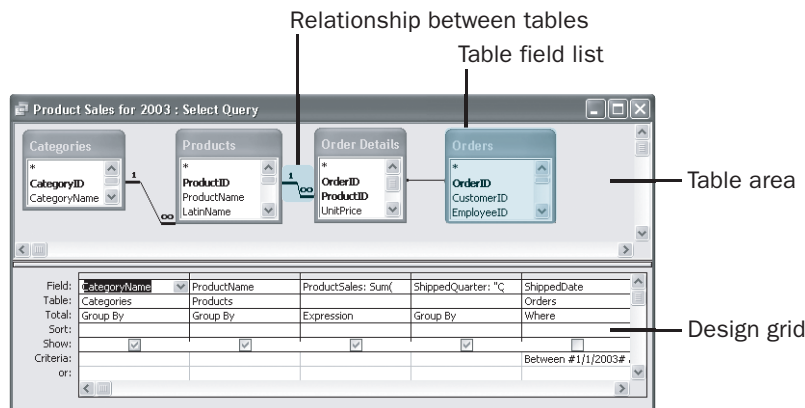 Relationship between tables
Table field list
Product Sales for 2003 : Select Query
Categories Products Order Details Orders
* * * *
CategoryID ProductID OrderID OrderID
CategoryName ProductName ProductID CustomerID
LatinName UnitPrice EmployeeID
1 ∞ 1 ∞
Table area
Field: CategoryName ProductName ProductSales: Sum( ShippedQuarter: "Q ShippedDate
Table: Categories Products Orders
Total: Group By Group By Expression Group By Where
Sort:
Show:
Criteria: Between #1/1/2003#
or:
Design grid